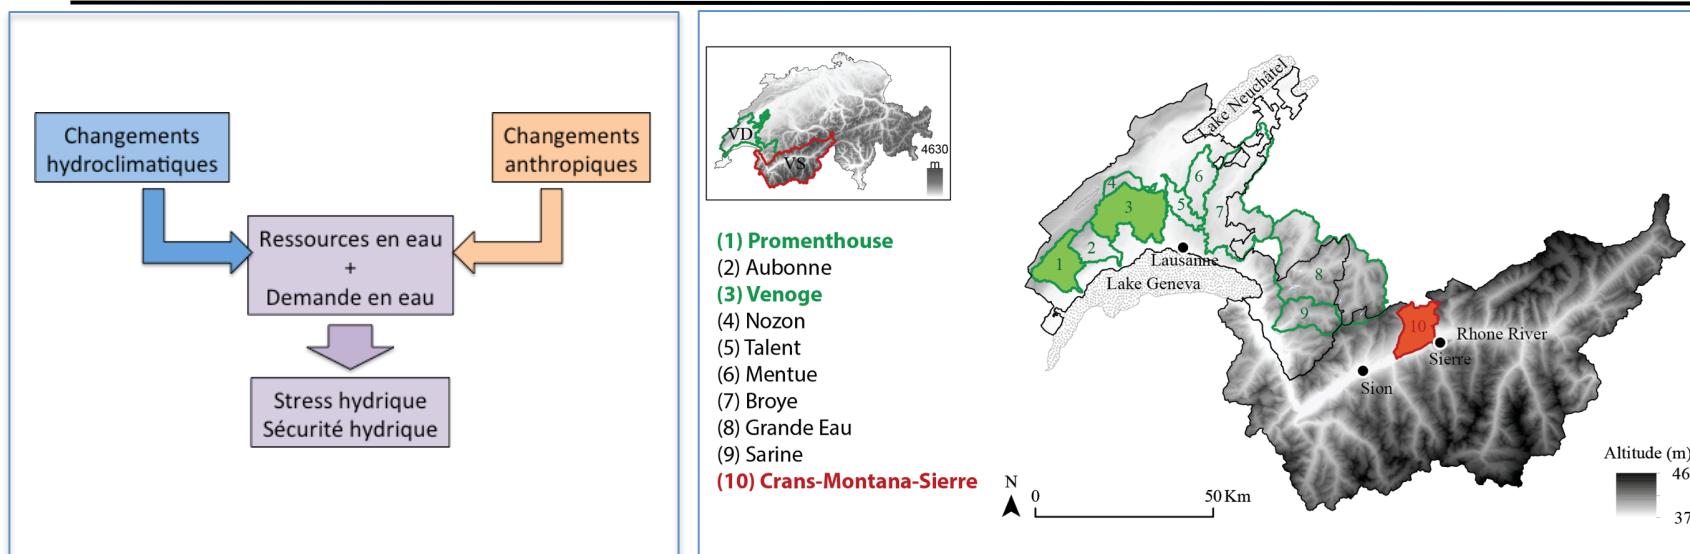 Changements
hydroclimatiques
Changements
anthropiques
Ressources en eau
+
Demande en eau
Stress hydrique
Sécurité hydrique
VD
VS
4630
m
(1) Promenthouse
(2) Aubonne
(3) Venoge
(4) Nozon
(5) Talent
(6) Mentue
(7) Broye
(8) Grande Eau
(9) Sarine
(10) Crans-Montana-Sierre
Lake Neuchâtel
4
6
3
5
7
2
1
Lausanne
Lake Geneva
8
9
10
Rhone River
Sierre
Sion
N
0
50 Km
Altitude (m)
46
37